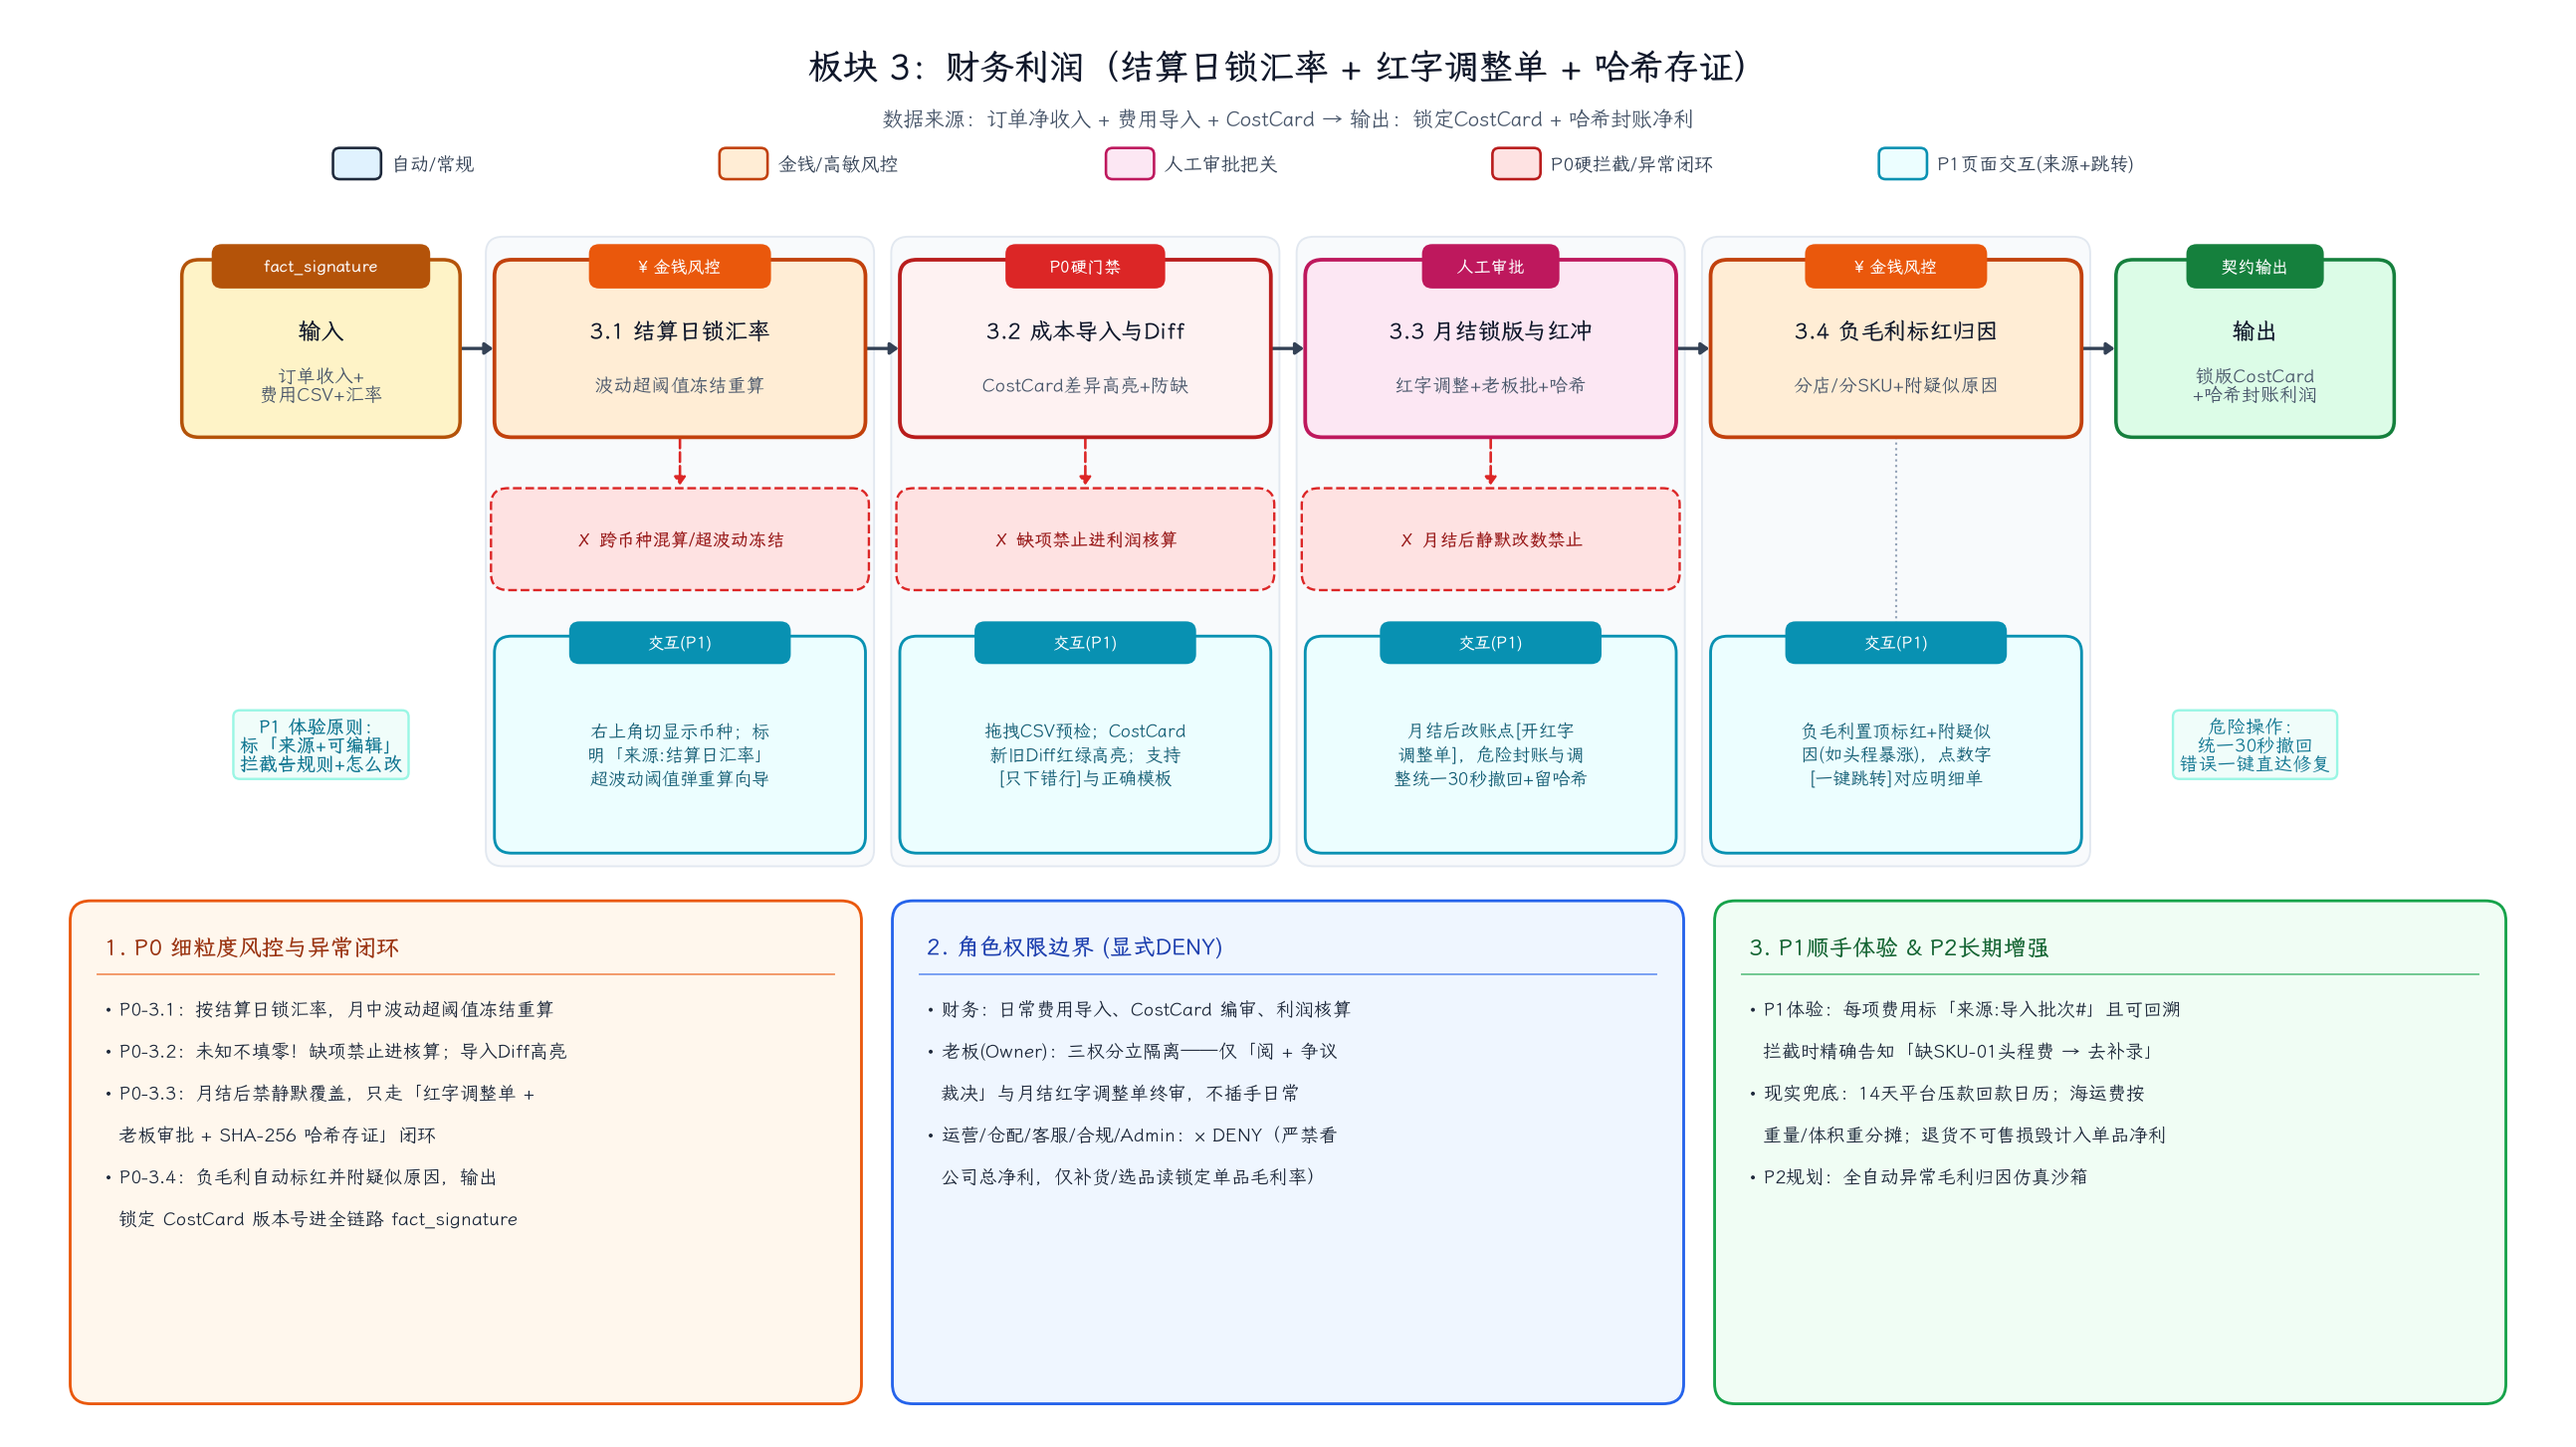 板块 3：财务利润（结算日锁汇率 + 红字调整单 + 哈希存证）
数据来源：订单净收入 + 费用导入 + CostCard → 输出：锁定CostCard + 哈希封账净利
自动/常规
金钱/高敏风控
人工审批把关
P0硬拦截/异常闭环
P1页面交互(来源+跳转)
fact_signature
输入
订单收入+
费用CSV+汇率
¥ 金钱风控
3.1 结算日锁汇率
波动超阈值冻结重算
P0硬门禁
3.2 成本导入与Diff
CostCard差异高亮+防缺
人工审批
3.3 月结锁版与红冲
红字调整+老板批+哈希
¥ 金钱风控
3.4 负毛利标红归因
分店/分SKU+附疑似原因
契约输出
输出
锁版CostCard
+哈希封账利润
✗ 跨币种混算/超波动冻结
✗ 缺项禁止进利润核算
✗ 月结后静默改数禁止
P1 体验原则：
标「来源+可编辑」
拦截告规则+怎么改
交互(P1)
右上角切显示币种；标
明「来源:结算日汇率」
超波动阈值弹重算向导
交互(P1)
拖拽CSV预检；CostCard
新旧Diff红绿高亮；支持
[只下错行]与正确模板
交互(P1)
月结后改账点[开红字
调整单]，危险封账与调
整统一30秒撤回+留哈希
交互(P1)
负毛利置顶标红+附疑似
因(如头程暴涨)，点数字
[一键跳转]对应明细单
危险操作：
统一30秒撤回
错误一键直达修复
1. P0 细粒度风控与异常闭环
• P0-3.1：按结算日锁汇率，月中波动超阈值冻结重算
• P0-3.2：未知不填零！缺项禁止进核算；导入Diff高亮
• P0-3.3：月结后禁静默覆盖，只走「红字调整单 +
老板审批 + SHA-256 哈希存证」闭环
• P0-3.4：负毛利自动标红并附疑似原因，输出
锁定 CostCard 版本号进全链路 fact_signature
2. 角色权限边界 (显式DENY)
• 财务：日常费用导入、CostCard 编审、利润核算
• 老板(Owner)：三权分立隔离——仅「阅 + 争议
裁决」与月结红字调整单终审，不插手日常
• 运营/仓配/客服/合规/Admin：× DENY（严禁看
公司总净利，仅补货/选品读锁定单品毛利率）
3. P1顺手体验 & P2长期增强
• P1体验：每项费用标「来源:导入批次#」且可回溯
拦截时精确告知「缺SKU-01头程费 → 去补录」
• 现实兜底：14天平台压款回款日历；海运费按
重量/体积重分摊；退货不可售损毁计入单品净利
• P2规划：全自动异常毛利归因仿真沙箱